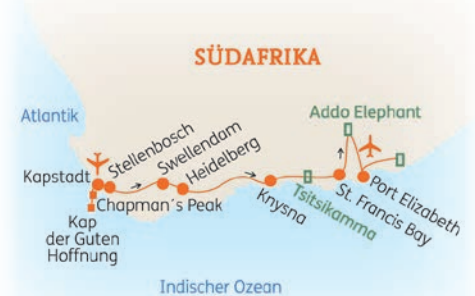 SÜDAFRIKA
Atlantik
Addo Elephant
Stellenbosch
Swellendam
Heidelberg
Kapstadt
Chapman´s Peak
Kap
der Guten
Hoffnung
Knysna
Tsitsikamma
St. Francis Bay
Port Elizabeth
Indischer Ozean